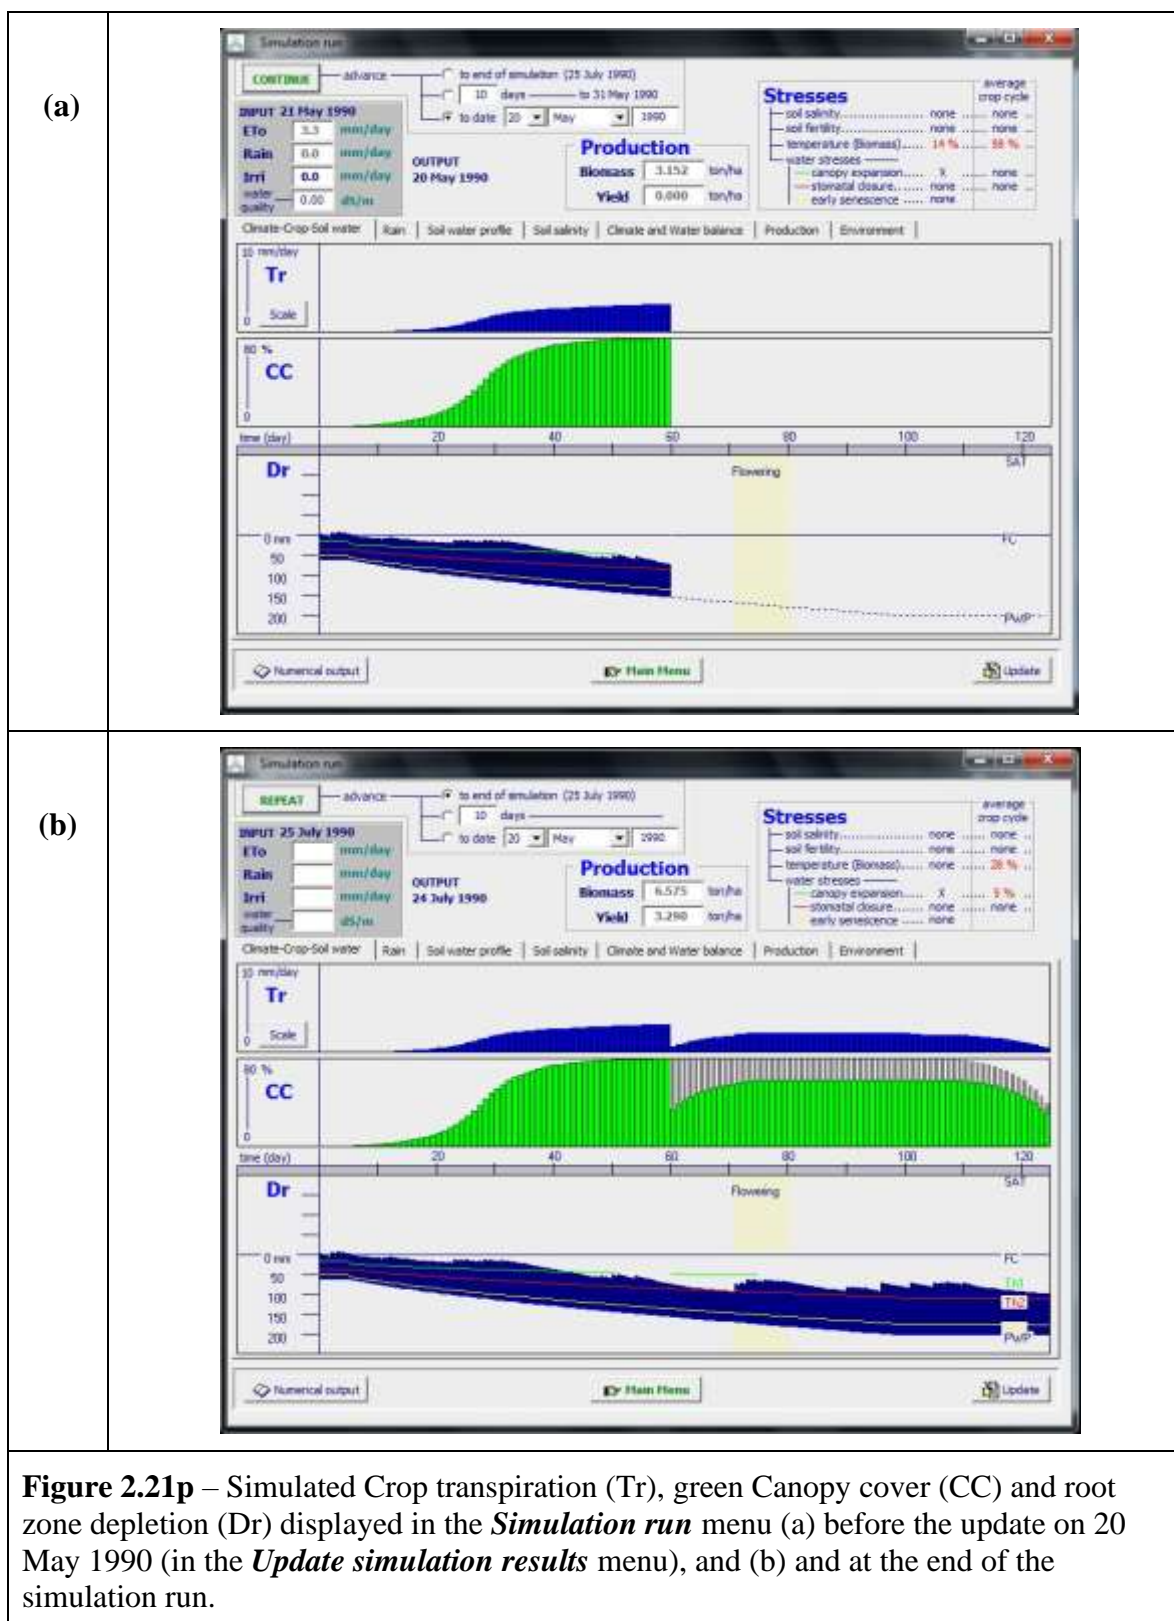 (a)
Simulation run
CONTINUE advance to end of simulation (25 July 1990)
10 days to 31 May 1990
to date 20 May 1990
INPUT 21 May 1990
ETo 3.3 mm/day
Rain 0.0 mm/day
Irri 0.0 mm/day
water quality 0.00 dS/m
OUTPUT
20 May 1990
Production
Biomass 3.152 ton/ha
Yield 0.000 ton/ha
Stresses average crop cycle
soil salinity none none
soil fertility none none
temperature (Biomass) 14 %
water stresses
canopy expansion X none
stomatal closure none none
early senescence none
Climate-Crop-Soil water Rain Soil water profile Soil salinity Climate and Water balance Production Environment
10 mm/day
Tr
0 Scale
80 %
CC
0
time (day) 20 40 60 80 100 120
Dr Flowering SAT
0 mm FC
50
100
150
200 PWP
Numerical output Main Menu Update
(b)
Simulation run
REPEAT advance to end of simulation (25 July 1990)
10 days
to date 20 May 1990
INPUT 25 July 1990
ETo mm/day
Rain mm/day
Irri mm/day
water quality dS/m
OUTPUT
24 July 1990
Production
Biomass 6.575 ton/ha
Yield 3.290 ton/ha
Stresses average crop cycle
soil salinity none none
soil fertility none none
temperature (Biomass) none 28 %
water stresses
canopy expansion X 5 %
stomatal closure none none
early senescence none
Climate-Crop-Soil water Rain Soil water profile Soil salinity Climate and Water balance Production Environment
10 mm/day
Tr
0 Scale
80 %
CC
0
time (day) 20 40 60 80 100 120
Dr Flowering SAT
0 mm FC
50 Th1
100 Th2
150
200 PWP
Numerical output Main Menu Update
Figure 2.21p – Simulated Crop transpiration (Tr), green Canopy cover (CC) and root
zone depletion (Dr) displayed in the Simulation run menu (a) before the update on 20
May 1990 (in the Update simulation results menu), and (b) and at the end of the
simulation run.